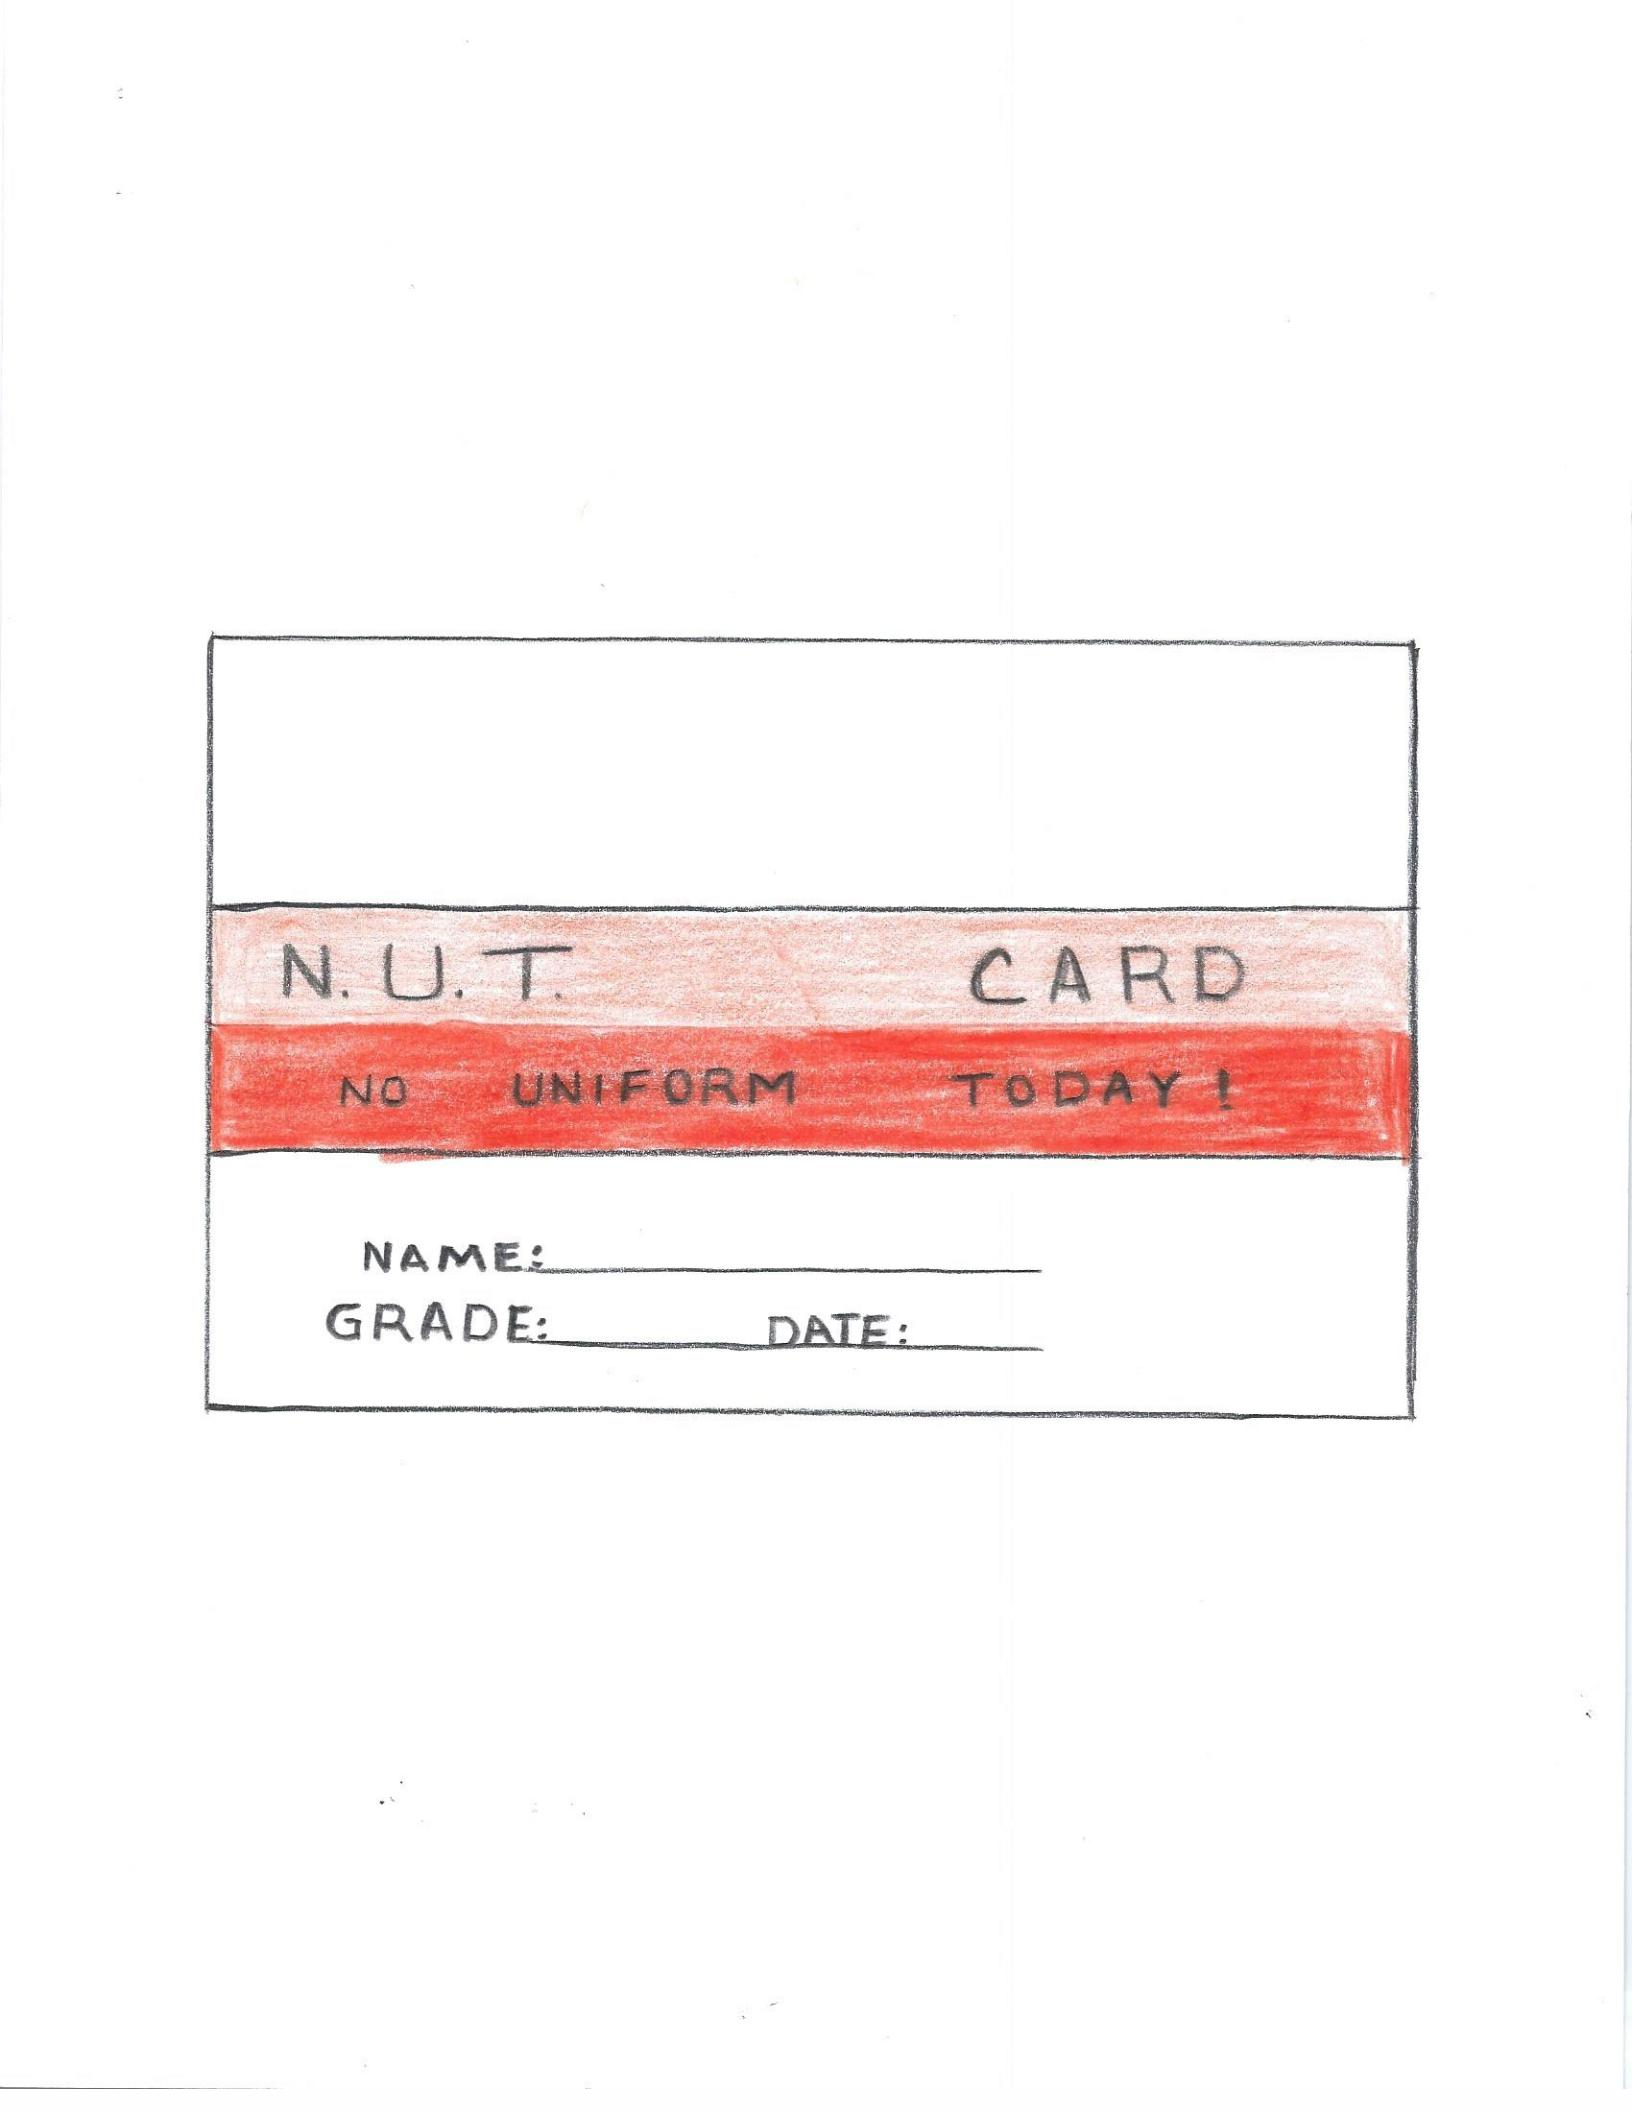 N.U.T. CARD
NO UNIFORM TODAY!
NAME:
GRADE: DATE: